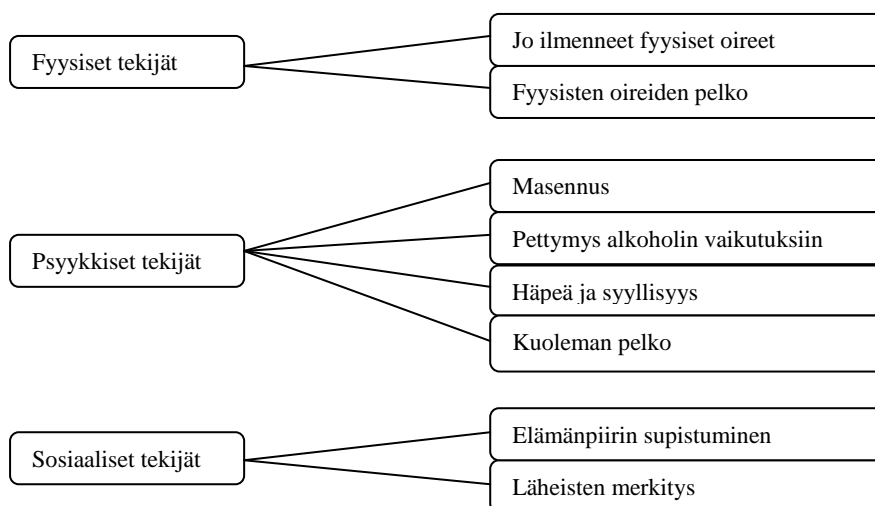 Fyysiset tekijät
Jo ilmenneet fyysiset oireet
Fyysisten oireiden pelko
Psyykkiset tekijät
Masennus
Pettymys alkoholin vaikutuksiin
Häpeä ja syyllisyys
Kuoleman pelko
Sosiaaliset tekijät
Elämänpiirin supistuminen
Läheisten merkitys